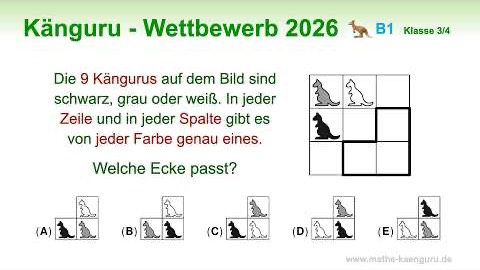 Känguru - Wettbewerb 2026 B1 Klasse 3/4
Die 9 Kängurus auf dem Bild sind
schwarz, grau oder weiß. In jeder
Zeile und in jeder Spalte gibt es
von jeder Farbe genau eines.
Welche Ecke passt?
(A) (B) (C) (D) (E)
www.mathe-kaenguru.de